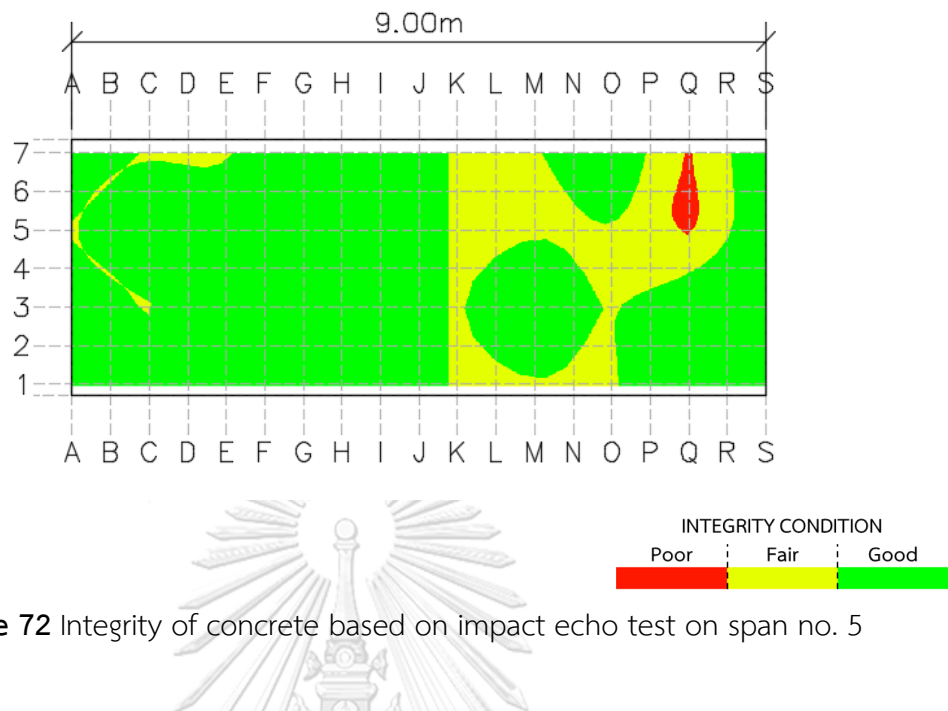 9.00m
A B C D E F G H I J K L M N O P Q R S
7
6
5
4
3
2
1
A B C D E F G H I J K L M N O P Q R S
INTEGRITY CONDITION
Poor Fair Good
e 72 Integrity of concrete based on impact echo test on span no. 5